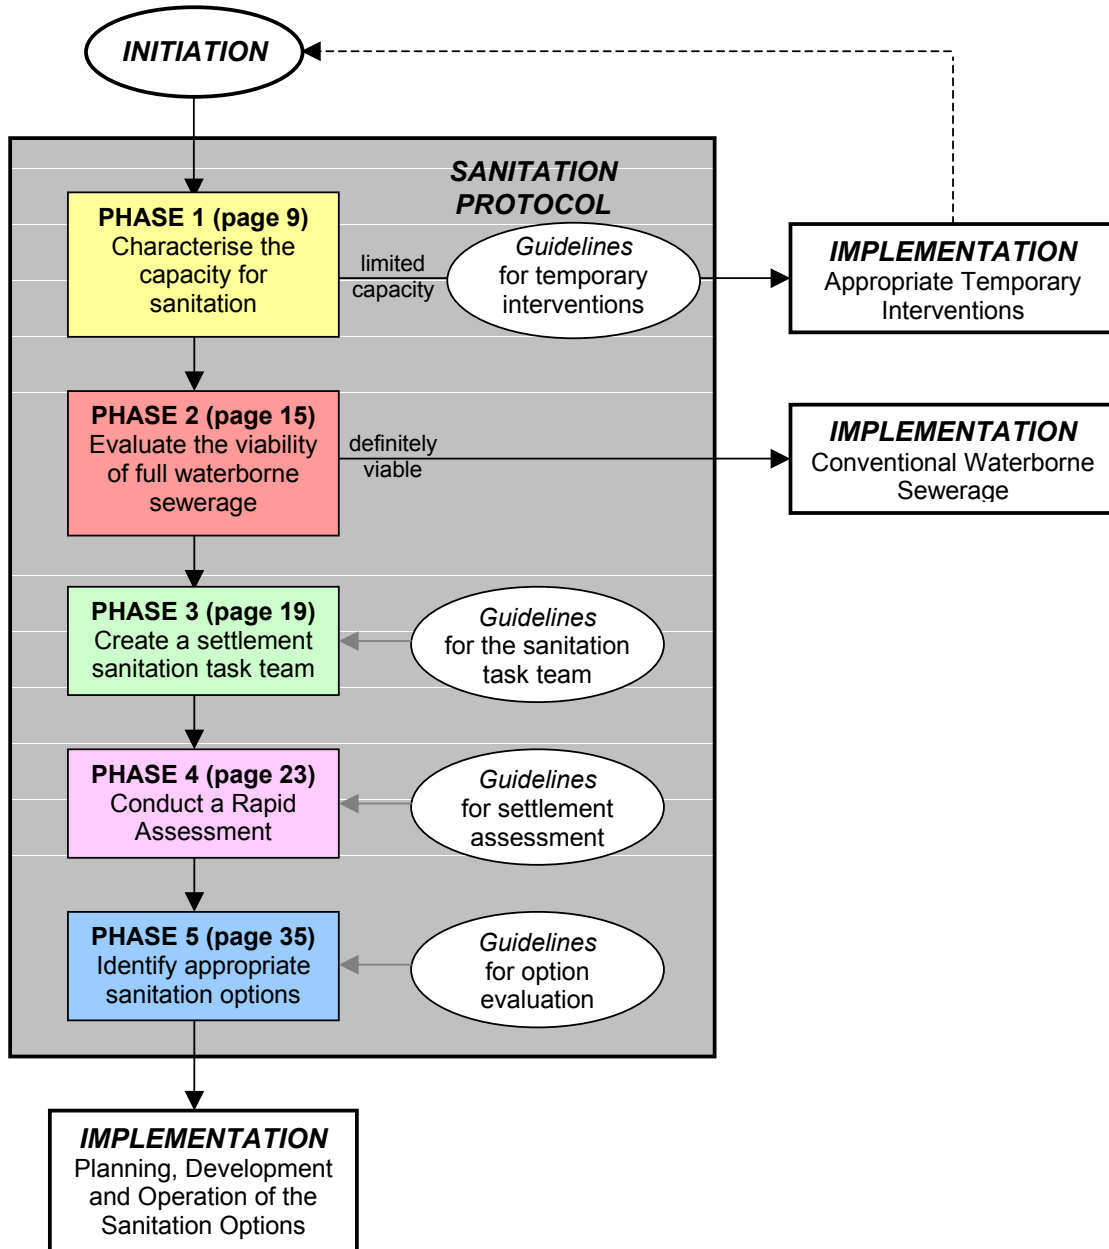 INITIATION
SANITATION
PROTOCOL
PHASE 1 (page 9)
Characterise the
capacity for
sanitation
limited
capacity
Guidelines
for temporary
interventions
IMPLEMENTATION
Appropriate Temporary
Interventions
PHASE 2 (page 15)
Evaluate the viability
of full waterborne
sewerage
definitely
viable
IMPLEMENTATION
Conventional Waterborne
Sewerage
PHASE 3 (page 19)
Create a settlement
sanitation task team
Guidelines
for the sanitation
task team
PHASE 4 (page 23)
Conduct a Rapid
Assessment
Guidelines
for settlement
assessment
PHASE 5 (page 35)
Identify appropriate
sanitation options
Guidelines
for option
evaluation
IMPLEMENTATION
Planning, Development
and Operation of the
Sanitation Options